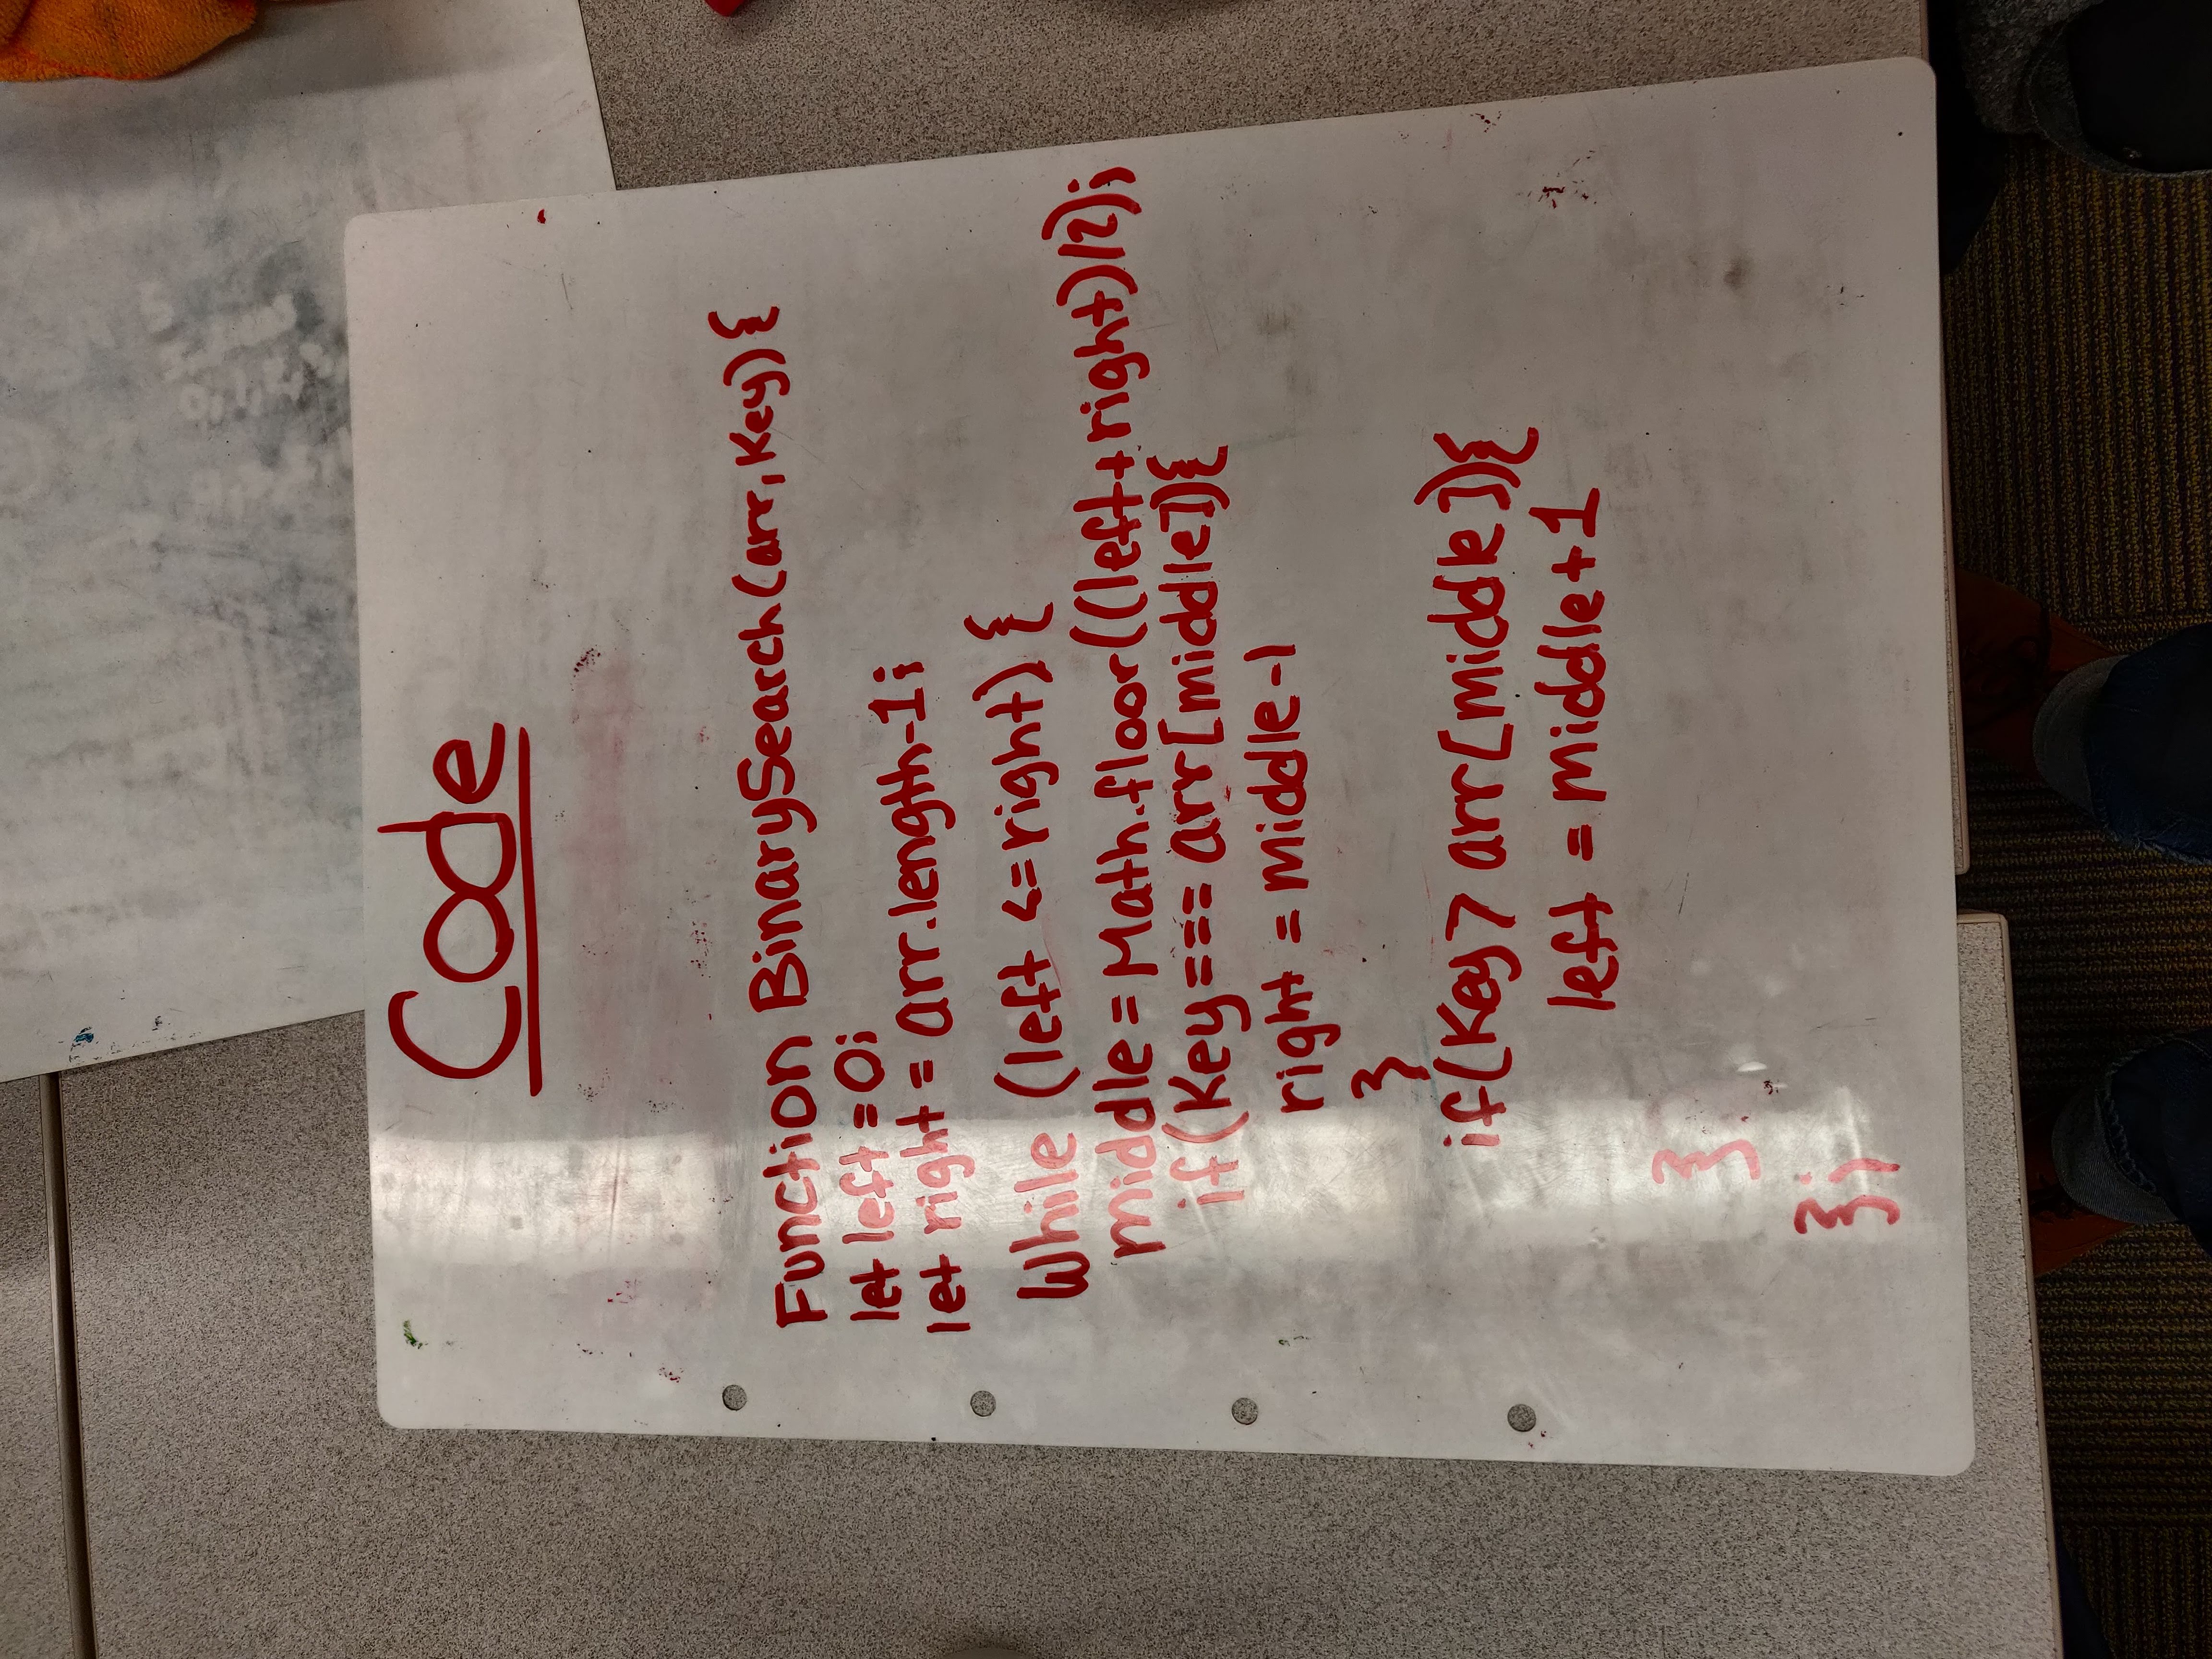 Code
Function BinarySearch(arr, Key){
let left = 0;
let right = arr.length-1;
While (left <= right) {
middle = Math.floor((left+right)/2);
if(Key=== arr[middle]){
right = middle-1
}
if(Key> arr[middle]){
left = middle+1
}
};